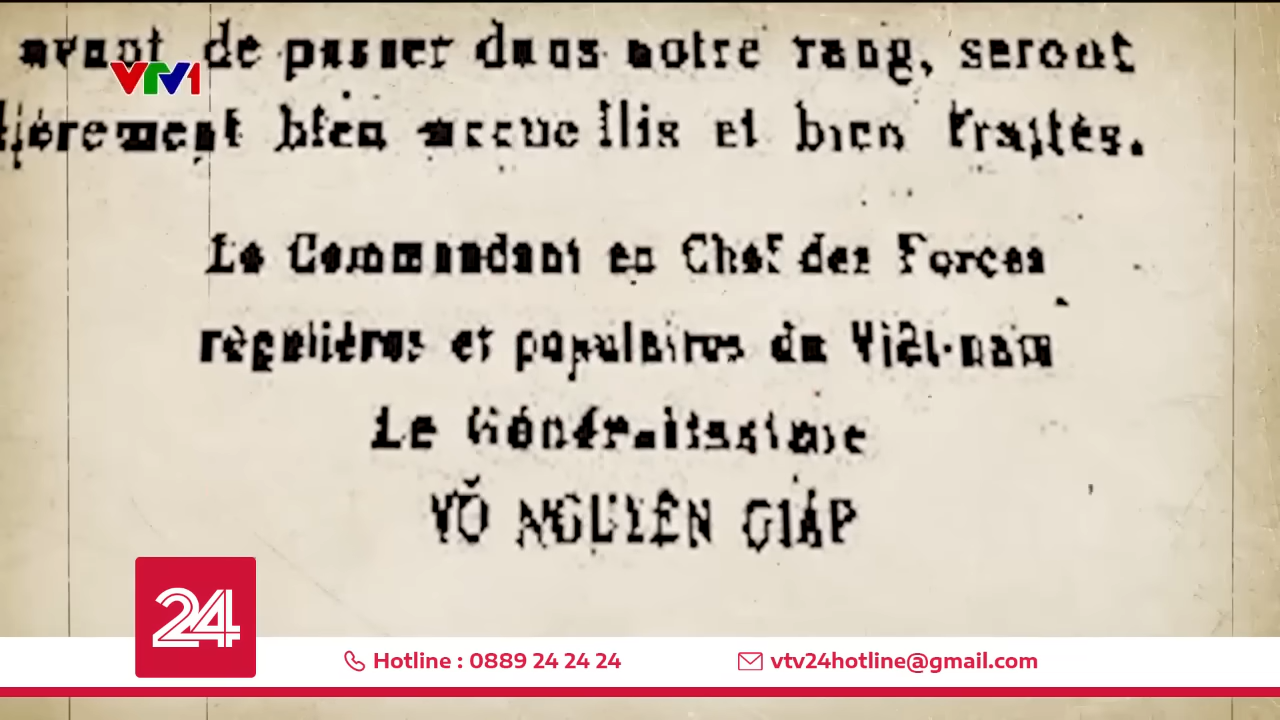 avant de passer dans notre rang, seront
VTV1
lièrement bien accueillis et bien traités.
Le Commandant en Chef des Forces
régulières et populaires du Việt-nam
Le Généralissime
VÕ NGUYÊN GIÁP
24
Hotline : 0889 24 24 24
vtv24hotline@gmail.com